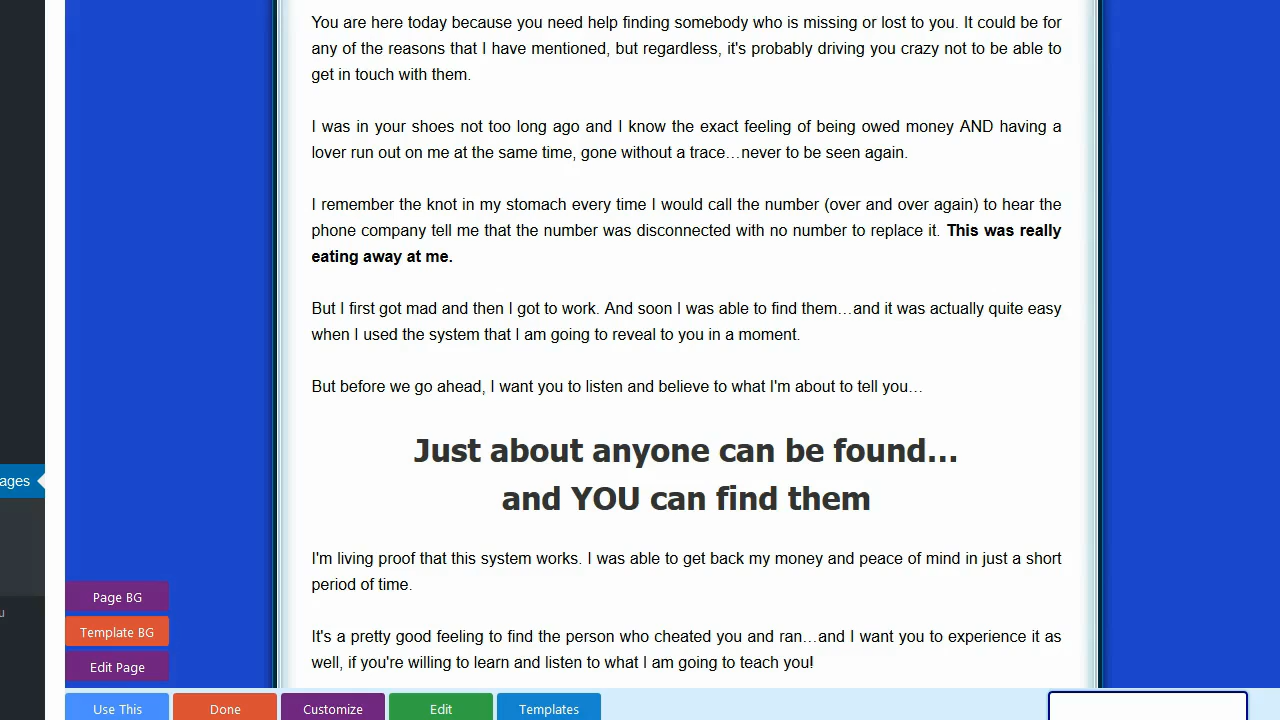 You are here today because you need help finding somebody who is missing or lost to you. It could be for
any of the reasons that I have mentioned, but regardless, it's probably driving you crazy not to be able to
get in touch with them.
I was in your shoes not too long ago and I know the exact feeling of being owed money AND having a
lover run out on me at the same time, gone without a trace…never to be seen again.
I remember the knot in my stomach every time I would call the number (over and over again) to hear the
phone company tell me that the number was disconnected with no number to replace it. This was really
eating away at me.
But I first got mad and then I got to work. And soon I was able to find them…and it was actually quite easy
when I used the system that I am going to reveal to you in a moment.
But before we go ahead, I want you to listen and believe to what I'm about to tell you…
Just about anyone can be found…
and YOU can find them
I'm living proof that this system works. I was able to get back my money and peace of mind in just a short
period of time.
It's a pretty good feeling to find the person who cheated you and ran…and I want you to experience it as
well, if you're willing to learn and listen to what I am going to teach you!
ages
u
Page BG
Template BG
Edit Page
Use This
Done
Customize
Edit
Templates